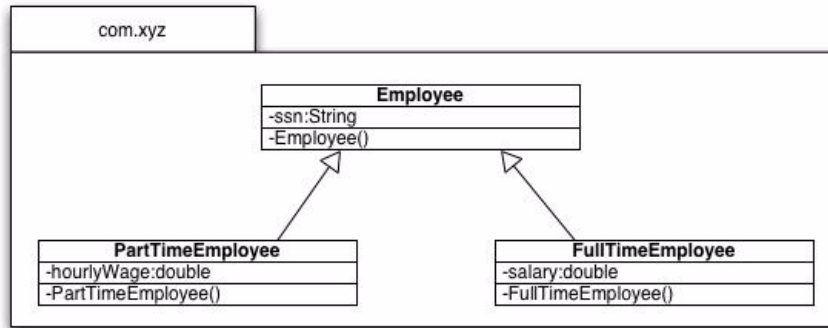 com.xyz
Employee
-ssn:String
-Employee()
PartTimeEmployee
-hourlyWage:double
-PartTimeEmployee()
FullTimeEmployee
-salary:double
-FullTimeEmployee()